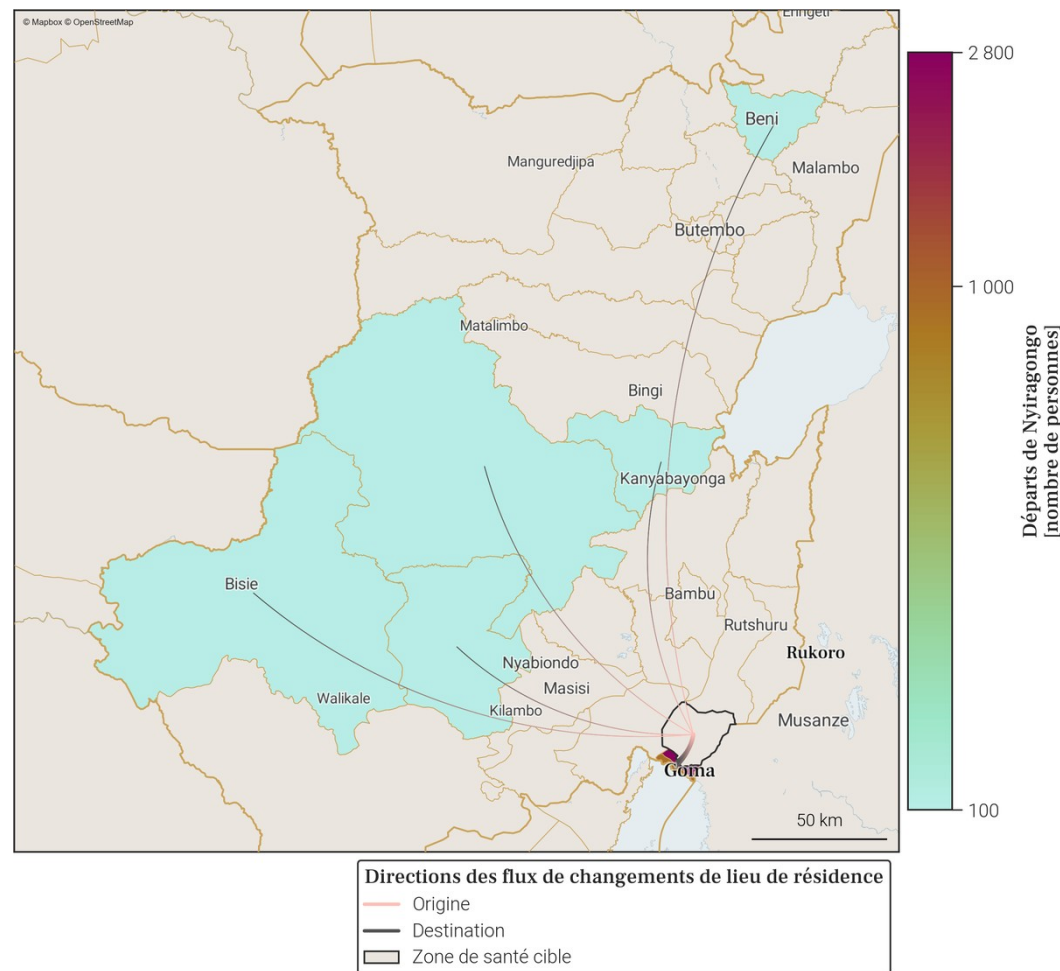 © Mapbox © OpenStreetMap
Beni
Manguredjipa
Malambo
Butembo
Matalimbo
Bingi
Kanyabayonga
Bisie
Bambu
Rutshuru
Rukoro
Nyabiondo
Masisi
Walikale
Kilambo
Musanze
Goma
50 km
2 800
1 000
100
Départs de Nyiragongo
[nombre de personnes]
Directions des flux de changements de lieu de résidence
Origine
Destination
Zone de santé cible